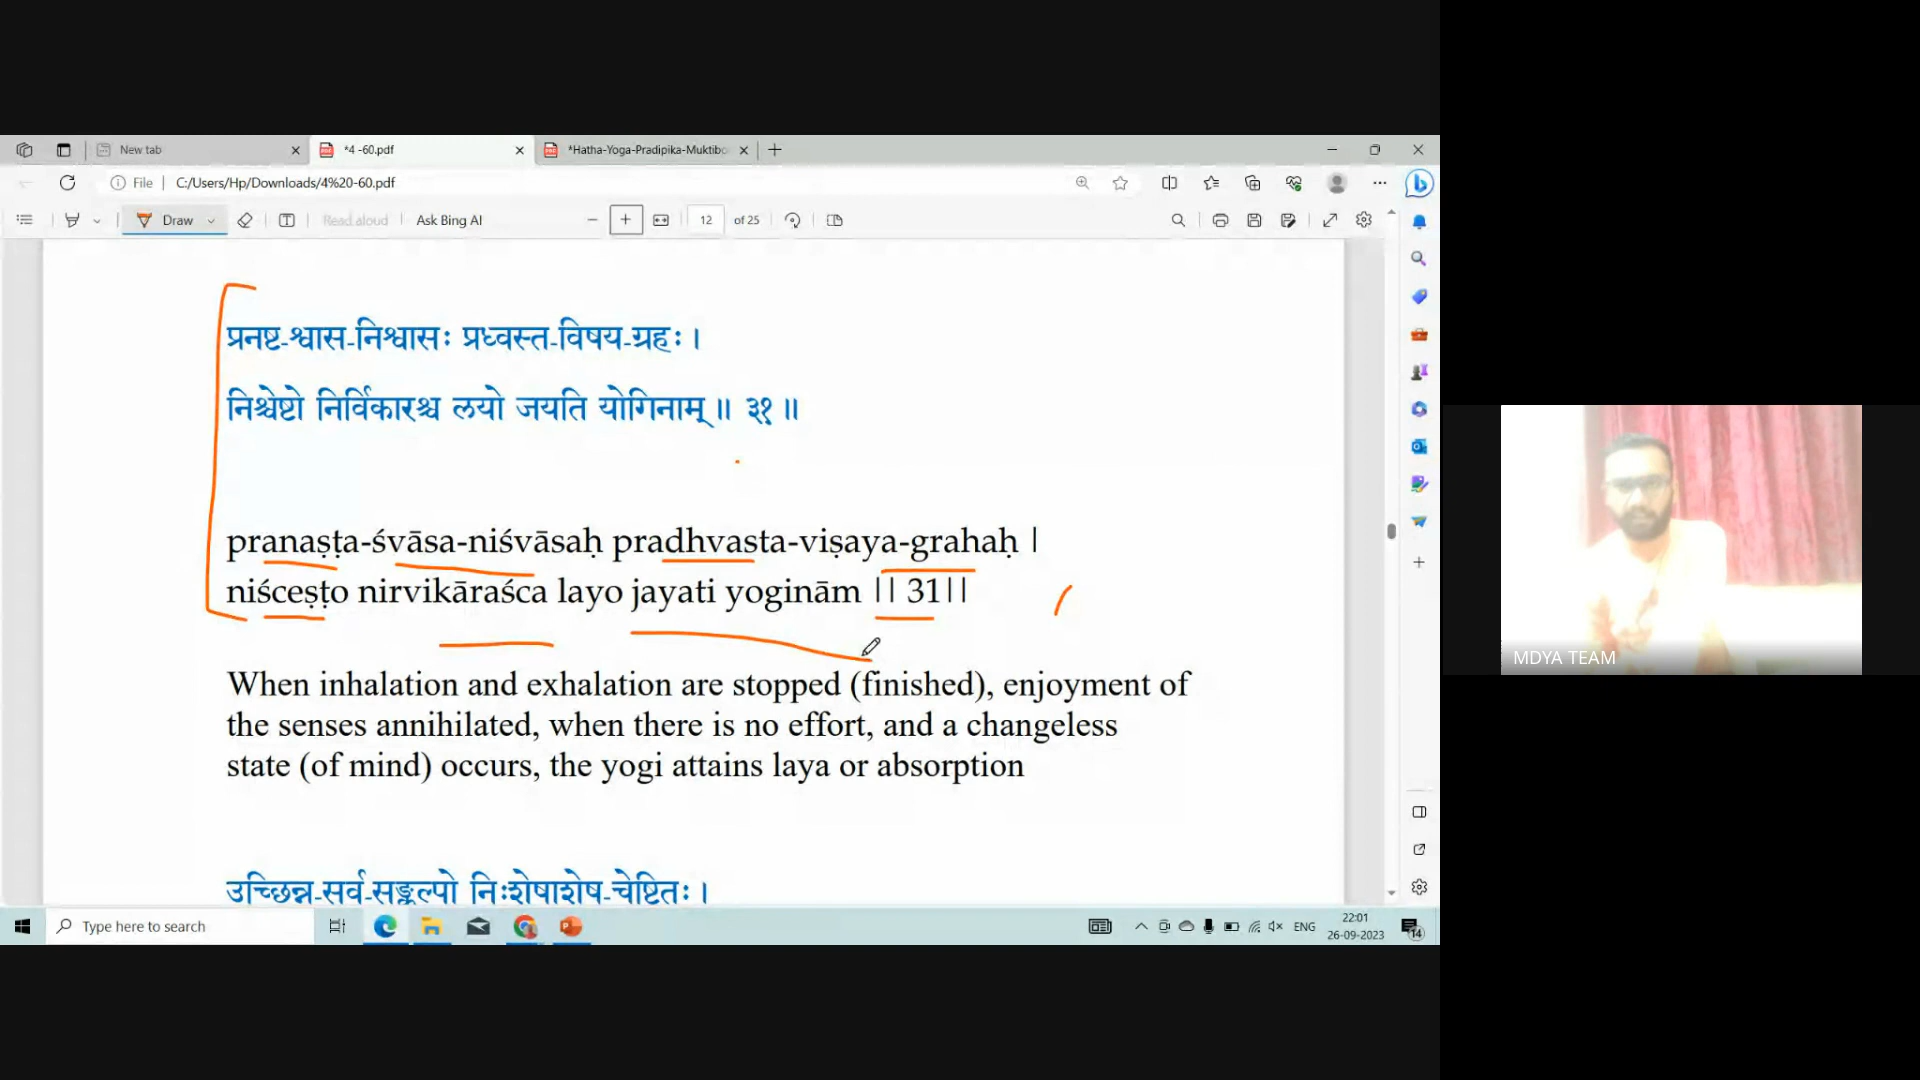 New tab
*4 -60.pdf
*Hatha-Yoga-Pradipika-Muktibo
File
C:/Users/Hp/Downloads/4%20-60.pdf
Draw
Read aloud
Ask Bing AI
12
of 25
प्रनष्ट-श्वास-निश्वासः प्रध्वस्त-विषय-ग्रहः ।
निश्चेष्टो निर्विकारश्च लयो जयति योगिनाम् ॥ ३१ ॥
pranaṣṭa-śvāsa-niśvāsaḥ pradhvasta-viṣaya-grahaḥ |
niśceṣṭo nirvikāraśca layo jayati yoginām || 31||
When inhalation and exhalation are stopped (finished), enjoyment of
the senses annihilated, when there is no effort, and a changeless
state (of mind) occurs, the yogi attains laya or absorption
उच्छिन्न-सर्व-सङ्कल्पो निःशेषाशेष-चेष्टितः ।
MDYA TEAM
Type here to search
ENG
22:01
26-09-2023
14